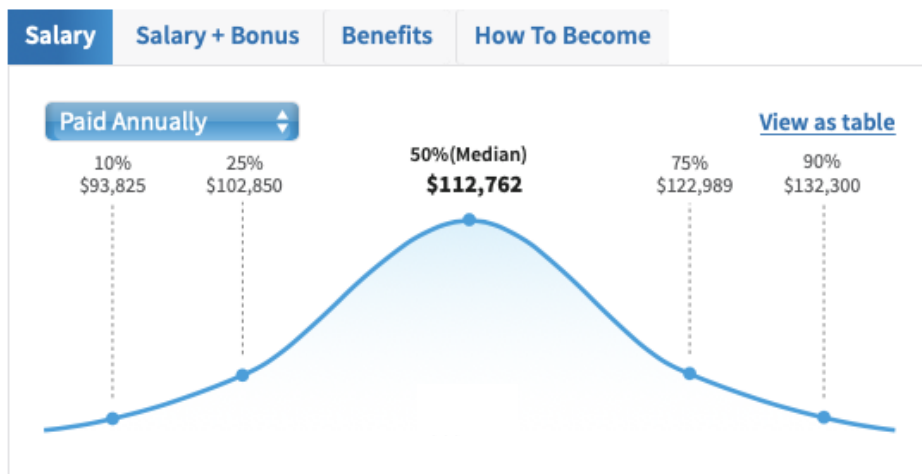 Salary Salary + Bonus Benefits How To Become
Paid Annually View as table
10% 25% 50%(Median) 75% 90%
$93,825 $102,850 $112,762 $122,989 $132,300